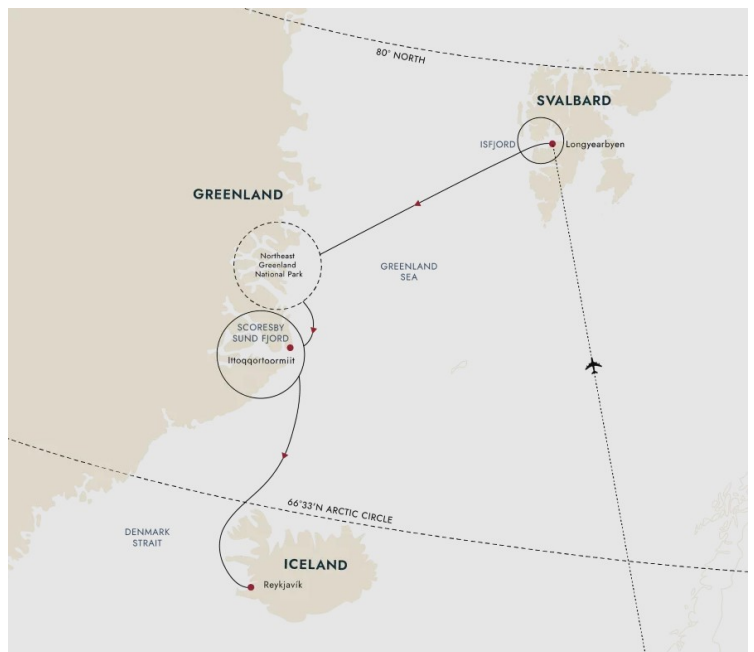 80° NORTH
SVALBARD
ISFJORD
Longyearbyen
GREENLAND
Northeast
Greenland
National Park
GREENLAND
SEA
SCORESBY
SUND FJORD
Ittoqqortoormiit
66°33'N ARCTIC CIRCLE
DENMARK
STRAIT
ICELAND
Reykjavík